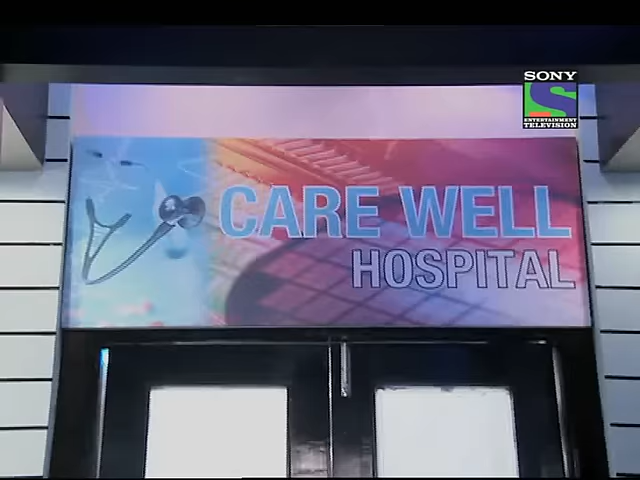 SONY
ENTERTAINMENT
TELEVISION
CARE WELL
HOSPITAL